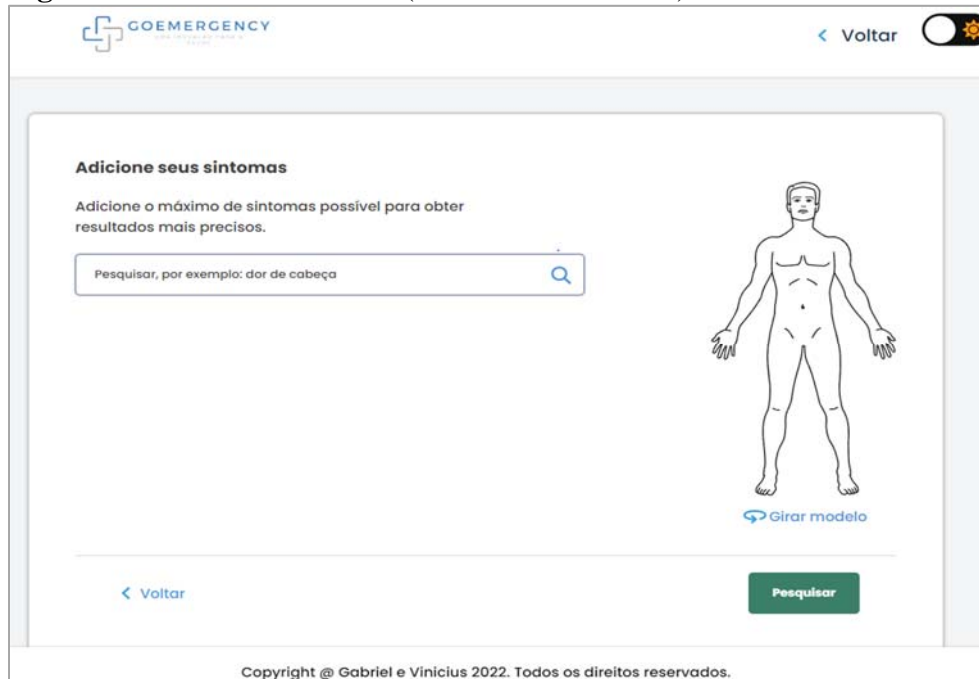 GOEMERGENCY
Voltar
Adicione seus sintomas
Adicione o máximo de sintomas possível para obter
resultados mais precisos.
Pesquisar, por exemplo: dor de cabeça
Girar modelo
Voltar
Pesquisar
Copyright @ Gabriel e Vinicius 2022. Todos os direitos reservados.